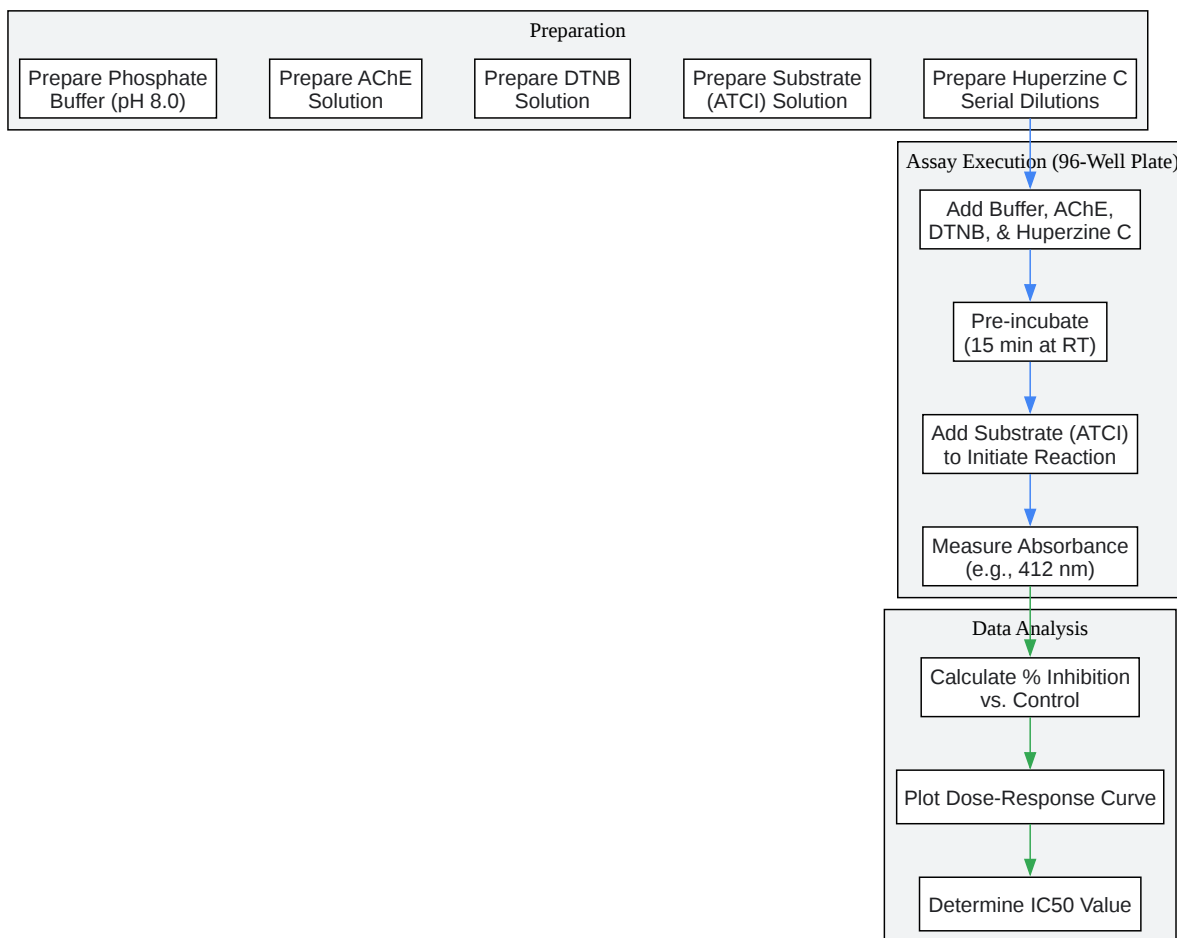 Preparation
Prepare Phosphate
Buffer (pH 8.0)
Prepare AChE
Solution
Prepare DTNB
Solution
Prepare Substrate
(ATCI) Solution
Prepare Huperzine C
Serial Dilutions
Assay Execution (96-Well Plate)
Add Buffer, AChE,
DTNB, & Huperzine C
Pre-incubate
(15 min at RT)
Add Substrate (ATCI)
to Initiate Reaction
Measure Absorbance
(e.g., 412 nm)
Data Analysis
Calculate % Inhibition
vs. Control
Plot Dose-Response Curve
Determine IC50 Value